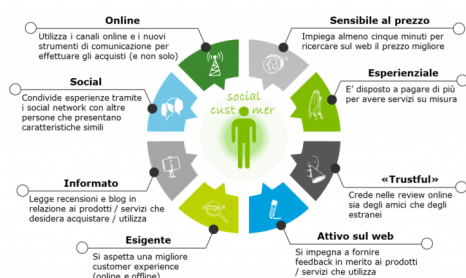 Online
Utilizza i canali online e i nuovi
strumenti di comunicazione per
effettuare gli acquisti (e non solo)
Sensibile al prezzo
Impiega almeno cinque minuti per
ricercare sul web il prezzo migliore
Social
Condivide esperienze tramite
i social network con altre
persone che presentano
caratteristiche simili
Esperienziale
E' disposto a pagare di più
per avere servizi su misura
social
customer
Informato
Legge recensioni e blog in
relazione ai prodotti / servizi che
desidera acquistare / utilizza
«Trustful»
Crede nelle review online
sia degli amici che degli
estranei
Esigente
Si aspetta una migliore
customer experience
(online e offline)
Attivo sul web
Si impegna a fornire
feedback in merito ai prodotti
/ servizi che utilizza